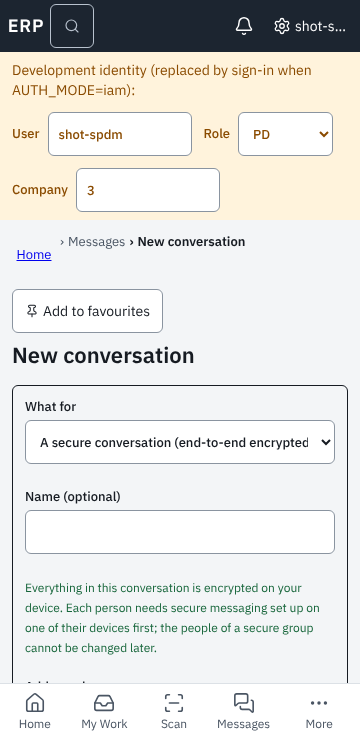 ERP
shot-s...
Development identity (replaced by sign-in when
AUTH_MODE=iam):
User
shot-spdm
Role
PD
Company
3
Home › Messages › New conversation
Add to favourites
New conversation
What for
A secure conversation (end-to-end encrypted
Name (optional)
Everything in this conversation is encrypted on your
device. Each person needs secure messaging set up on
one of their devices first; the people of a secure group
cannot be changed later.
Home
My Work
Scan
Messages
More